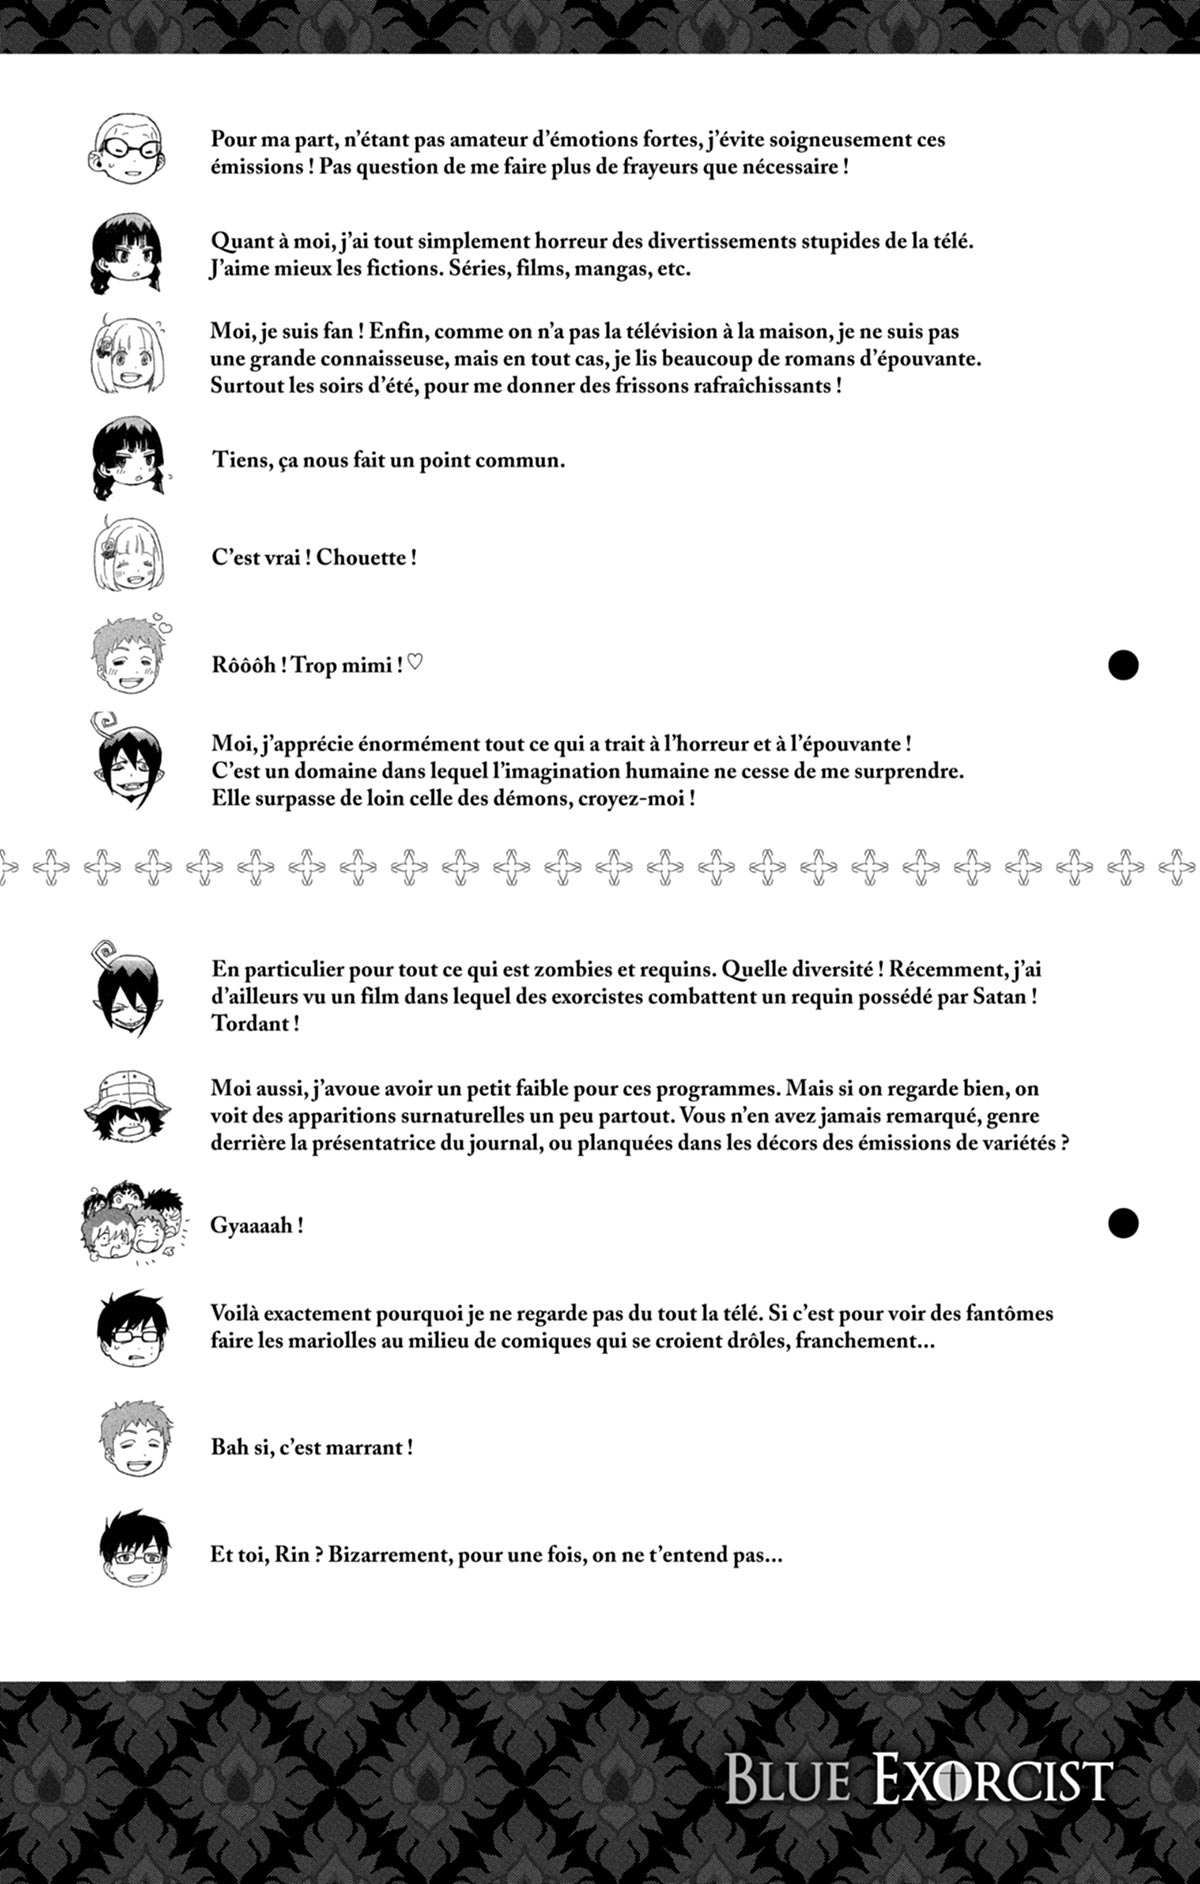 Pour ma part, n’étant pas amateur d’émotions fortes, j’évite soigneusement ces
émissions ! Pas question de me faire plus de frayeurs que nécessaire !
Quant à moi, j’ai tout simplement horreur des divertissements stupides de la télé.
J’aime mieux les fictions. Séries, films, mangas, etc.
Moi, je suis fan ! Enfin, comme on n’a pas la télévision à la maison, je ne suis pas
une grande connaisseuse, mais en tout cas, je lis beaucoup de romans d’épouvante.
Surtout les soirs d’été, pour me donner des frissons rafraîchissants !
Tiens, ça nous fait un point commun.
C’est vrai ! Chouette !
Rôôôh ! Trop mimi ! ♡
Moi, j’apprécie énormément tout ce qui a trait à l’horreur et à l’épouvante !
C’est un domaine dans lequel l’imagination humaine ne cesse de me surprendre.
Elle surpasse de loin celle des démons, croyez-moi !
En particulier pour tout ce qui est zombies et requins. Quelle diversité ! Récemment, j’ai
d’ailleurs vu un film dans lequel des exorcistes combattent un requin possédé par Satan !
Tordant !
Moi aussi, j’avoue avoir un petit faible pour ces programmes. Mais si on regarde bien, on
voit des apparitions surnaturelles un peu partout. Vous n’en avez jamais remarqué, genre
derrière la présentatrice du journal, ou planquées dans les décors des émissions de variétés ?
Gyaaaah !
Voilà exactement pourquoi je ne regarde pas du tout la télé. Si c’est pour voir des fantômes
faire les mariolles au milieu de comiques qui se croient drôles, franchement...
Bah si, c’est marrant !
Et toi, Rin ? Bizarrement, pour une fois, on ne t’entend pas...
BLUE EXORCIST